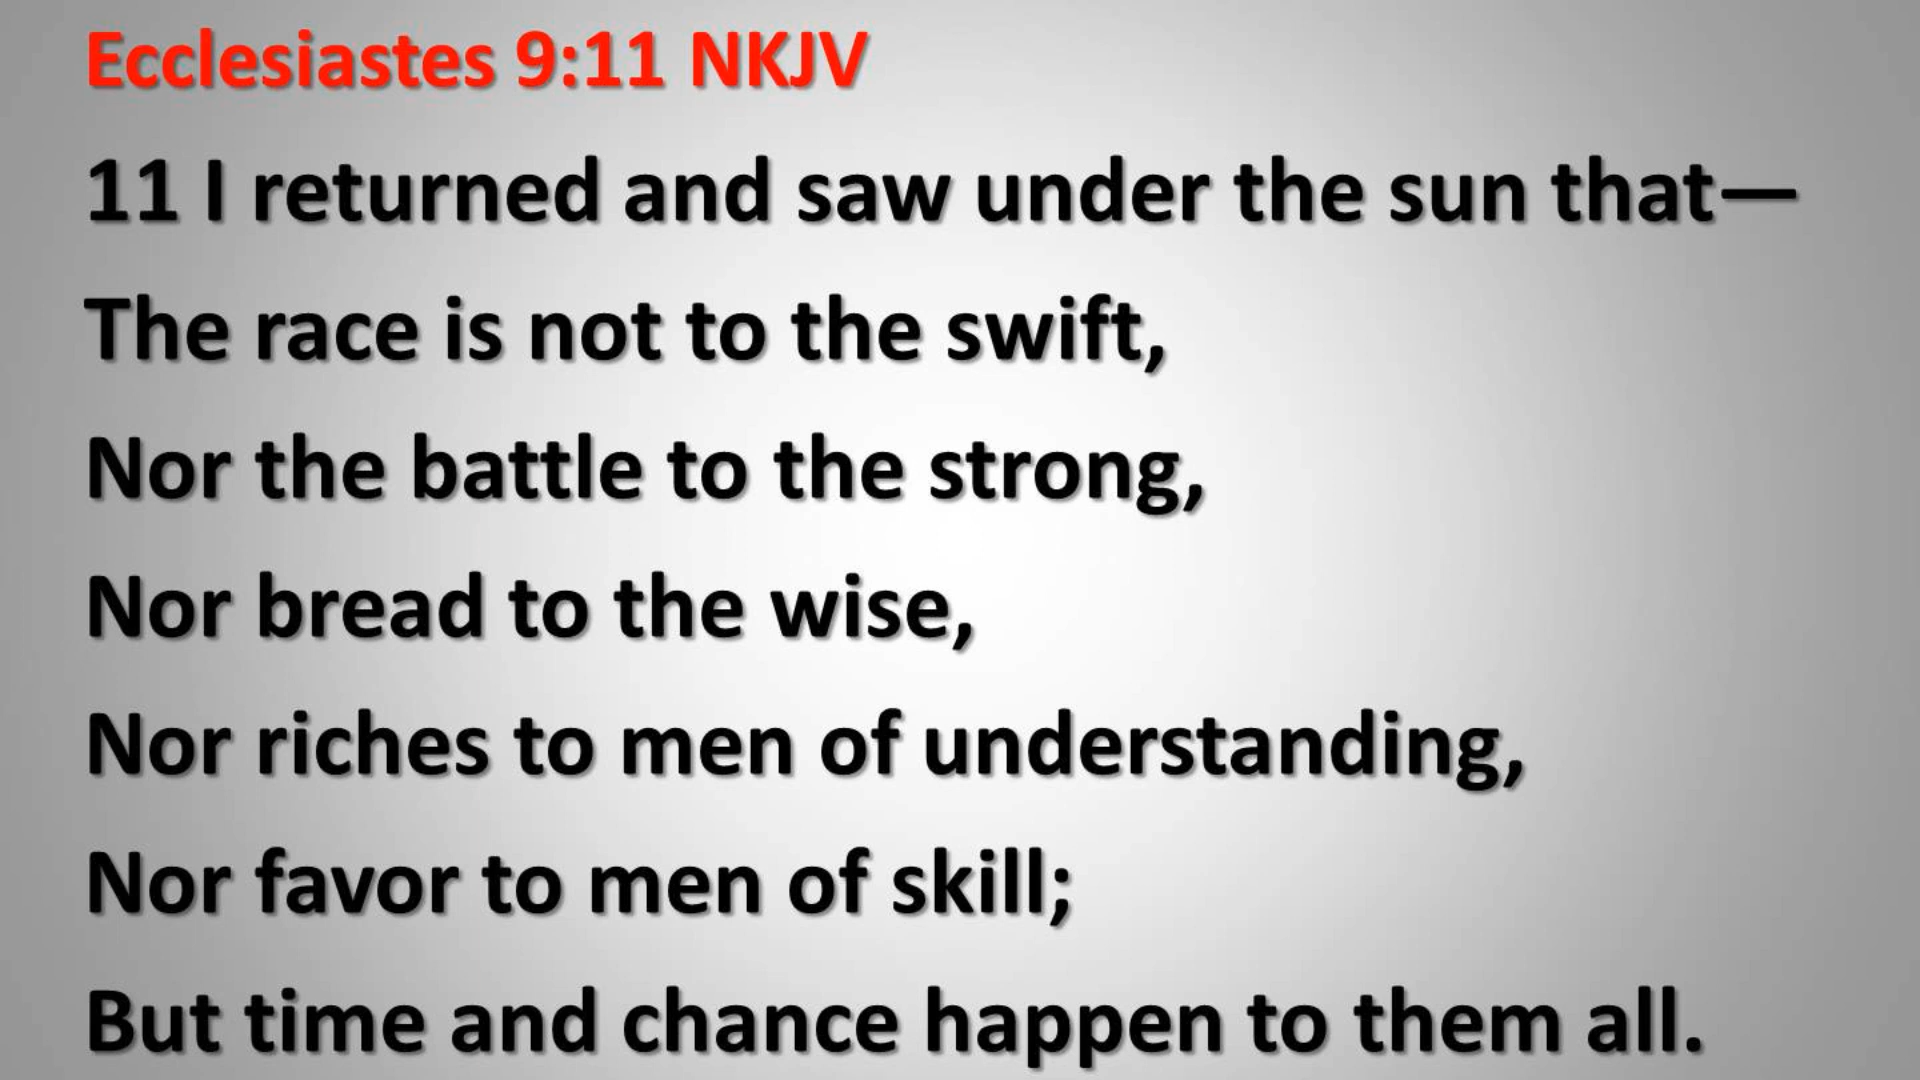 Ecclesiastes 9:11 NKJV
11 I returned and saw under the sun that—
The race is not to the swift,
Nor the battle to the strong,
Nor bread to the wise,
Nor riches to men of understanding,
Nor favor to men of skill;
But time and chance happen to them all.